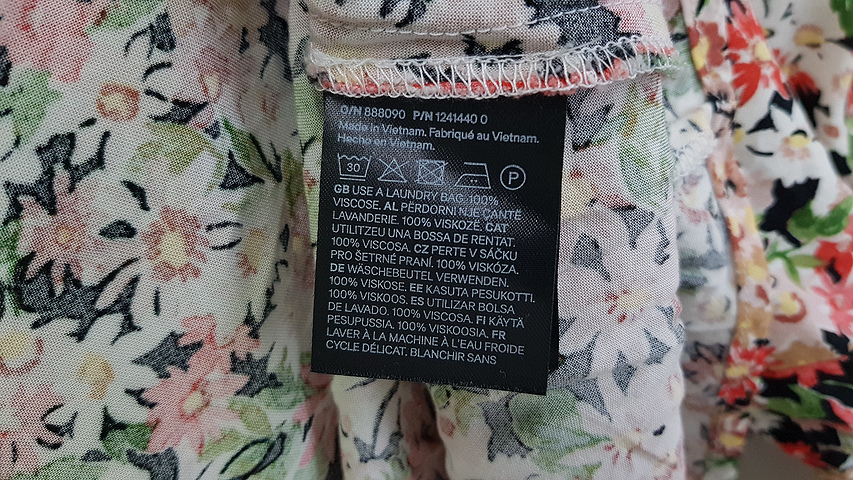 O/N 888090 P/N 1241440 0
Made in Vietnam. Fabriqué au Vietnam.
Hecho en Vietnam.
30 P
GB USE A LAUNDRY BAG. 100%
VISCOSE. AL PËRDORNI NJË ÇANTË
LAVANDERIE. 100% VISKOZË. CAT
UTILITZEU UNA BOSSA DE RENTAT.
100% VISCOSA. CZ PERTE V SÁČKU
PRO ŠETRNÉ PRANÍ. 100% VISKÓZA.
DE WÄSCHEBEUTEL VERWENDEN.
100% VISKOSE. EE KASUTA PESUKOTTI.
100% VISKOOS. ES UTILIZAR BOLSA
DE LAVADO. 100% VISCOSA. FI KÄYTÄ
PESUPUSSIA. 100% VISKOOSIA. FR
LAVER À LA MACHINE À L'EAU FROIDE
CYCLE DÉLICAT. BLANCHIR SANS